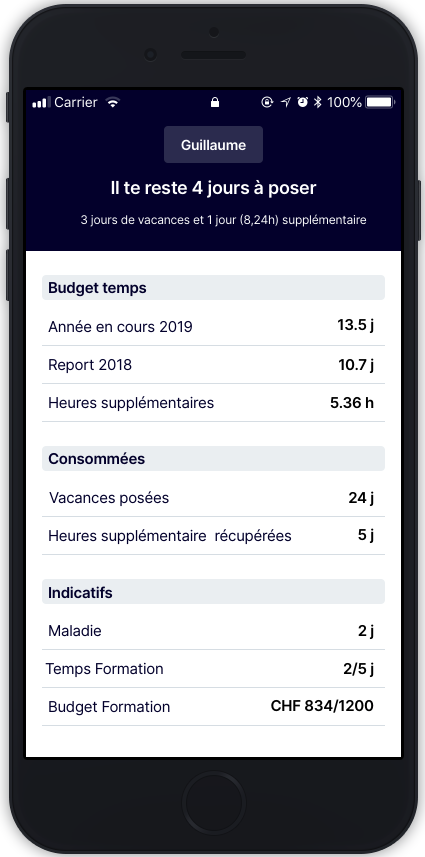 Carrier 100%
Guillaume
Il te reste 4 jours à poser
3 jours de vacances et 1 jour (8,24h) supplémentaire
Budget temps
Année en cours 2019 13.5 j
Report 2018 10.7 j
Heures supplémentaires 5.36 h
Consommées
Vacances posées 24 j
Heures supplémentaire récupérées 5 j
Indicatifs
Maladie 2 j
Temps Formation 2/5 j
Budget Formation CHF 834/1200